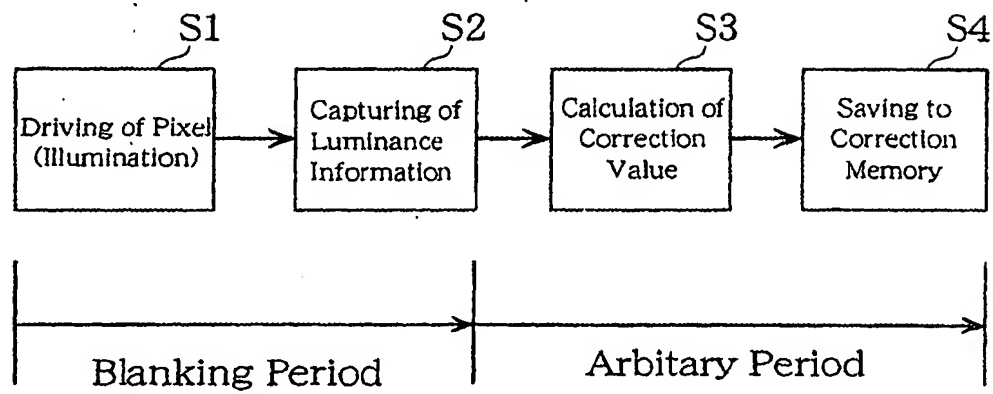 S1
S2
S3
S4
Driving of Pixel
(Illumination)
Capturing of
Luminance
Information
Calculation of
Correction
Value
Saving to
Correction
Memory
Blanking Period
Arbitary Period